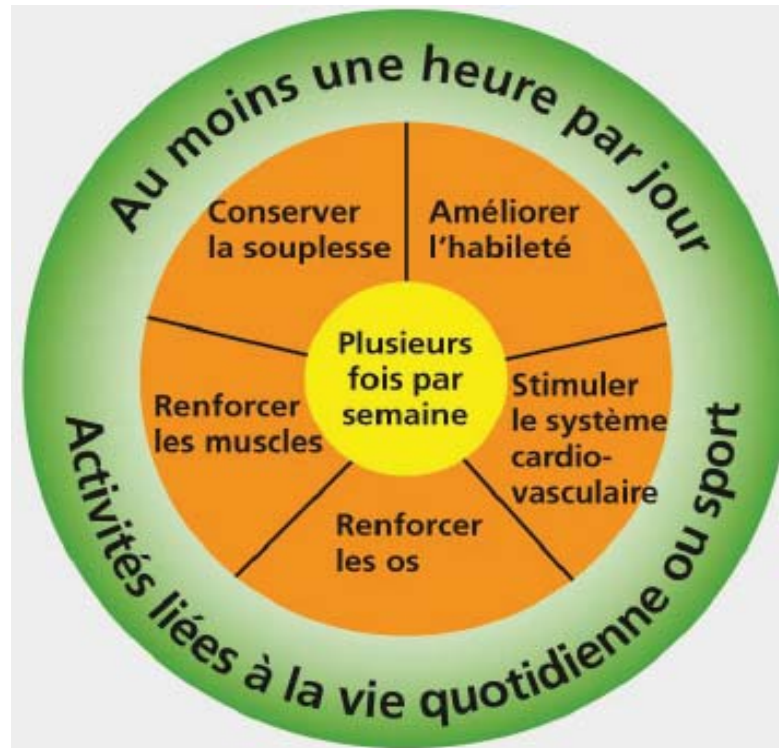 Au moins une heure par jour
Conserver
la souplesse
Améliorer
l'habileté
Plusieurs
fois par
semaine
Renforcer
les muscles
Stimuler
le système
cardio-
vasculaire
Renforcer
les os
Activités liées à la vie quotidienne ou sport